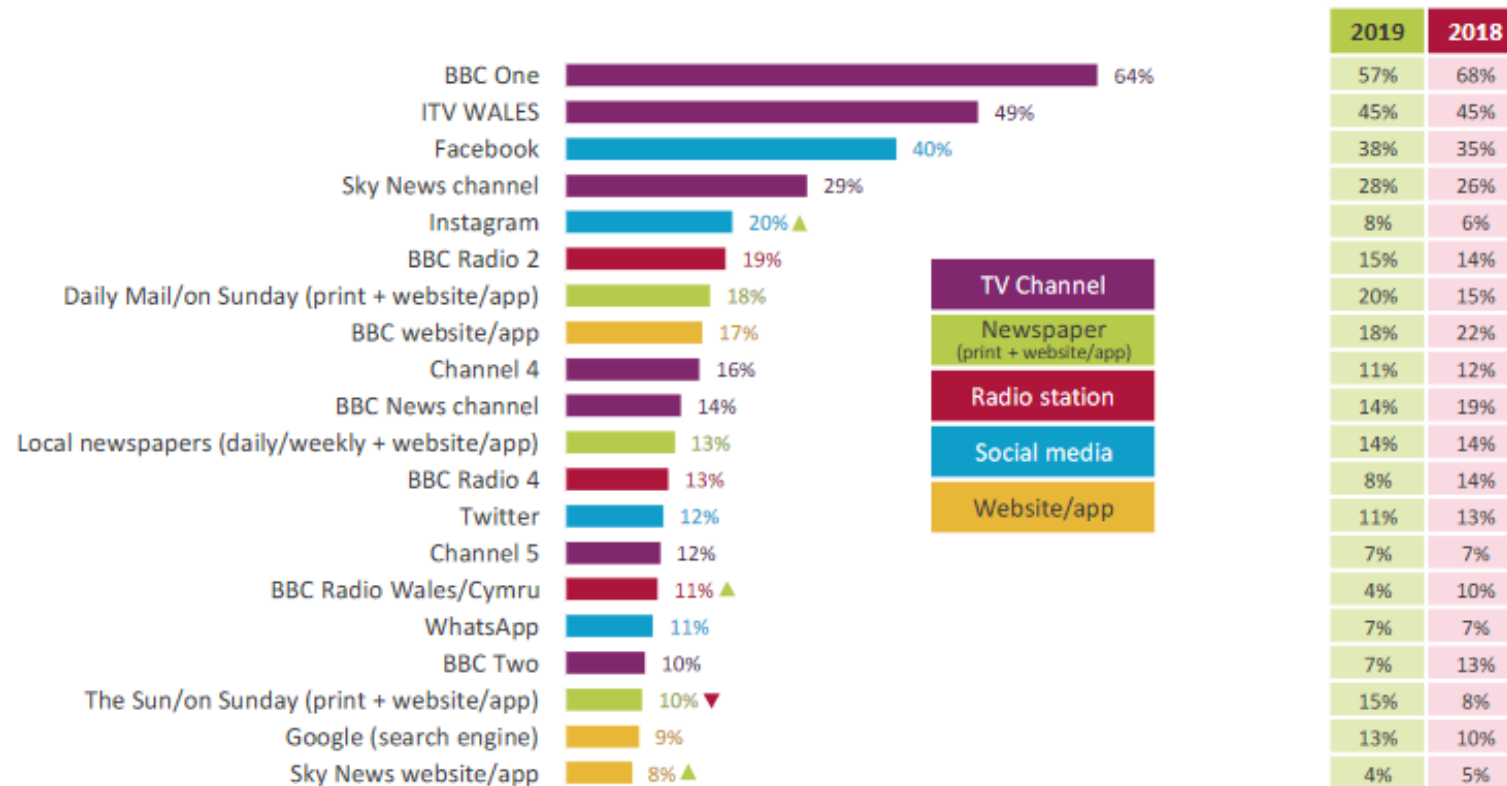 2019 2018
BBC One 64% 57% 68%
ITV WALES 49% 45% 45%
Facebook 40% 38% 35%
Sky News channel 29% 28% 26%
Instagram 20% ▲ 8% 6%
BBC Radio 2 19% 15% 14%
Daily Mail/on Sunday (print + website/app) 18% 20% 15%
BBC website/app 17% 18% 22%
Channel 4 16% 11% 12%
BBC News channel 14% 14% 19%
Local newspapers (daily/weekly + website/app) 13% 14% 14%
BBC Radio 4 13% 8% 14%
Twitter 12% 11% 13%
Channel 5 12% 7% 7%
BBC Radio Wales/Cymru 11% ▲ 4% 10%
WhatsApp 11% 7% 7%
BBC Two 10% 7% 13%
The Sun/on Sunday (print + website/app) 10% ▼ 15% 8%
Google (search engine) 9% 13% 10%
Sky News website/app 8% ▲ 4% 5%
TV Channel
Newspaper
(print + website/app)
Radio station
Social media
Website/app